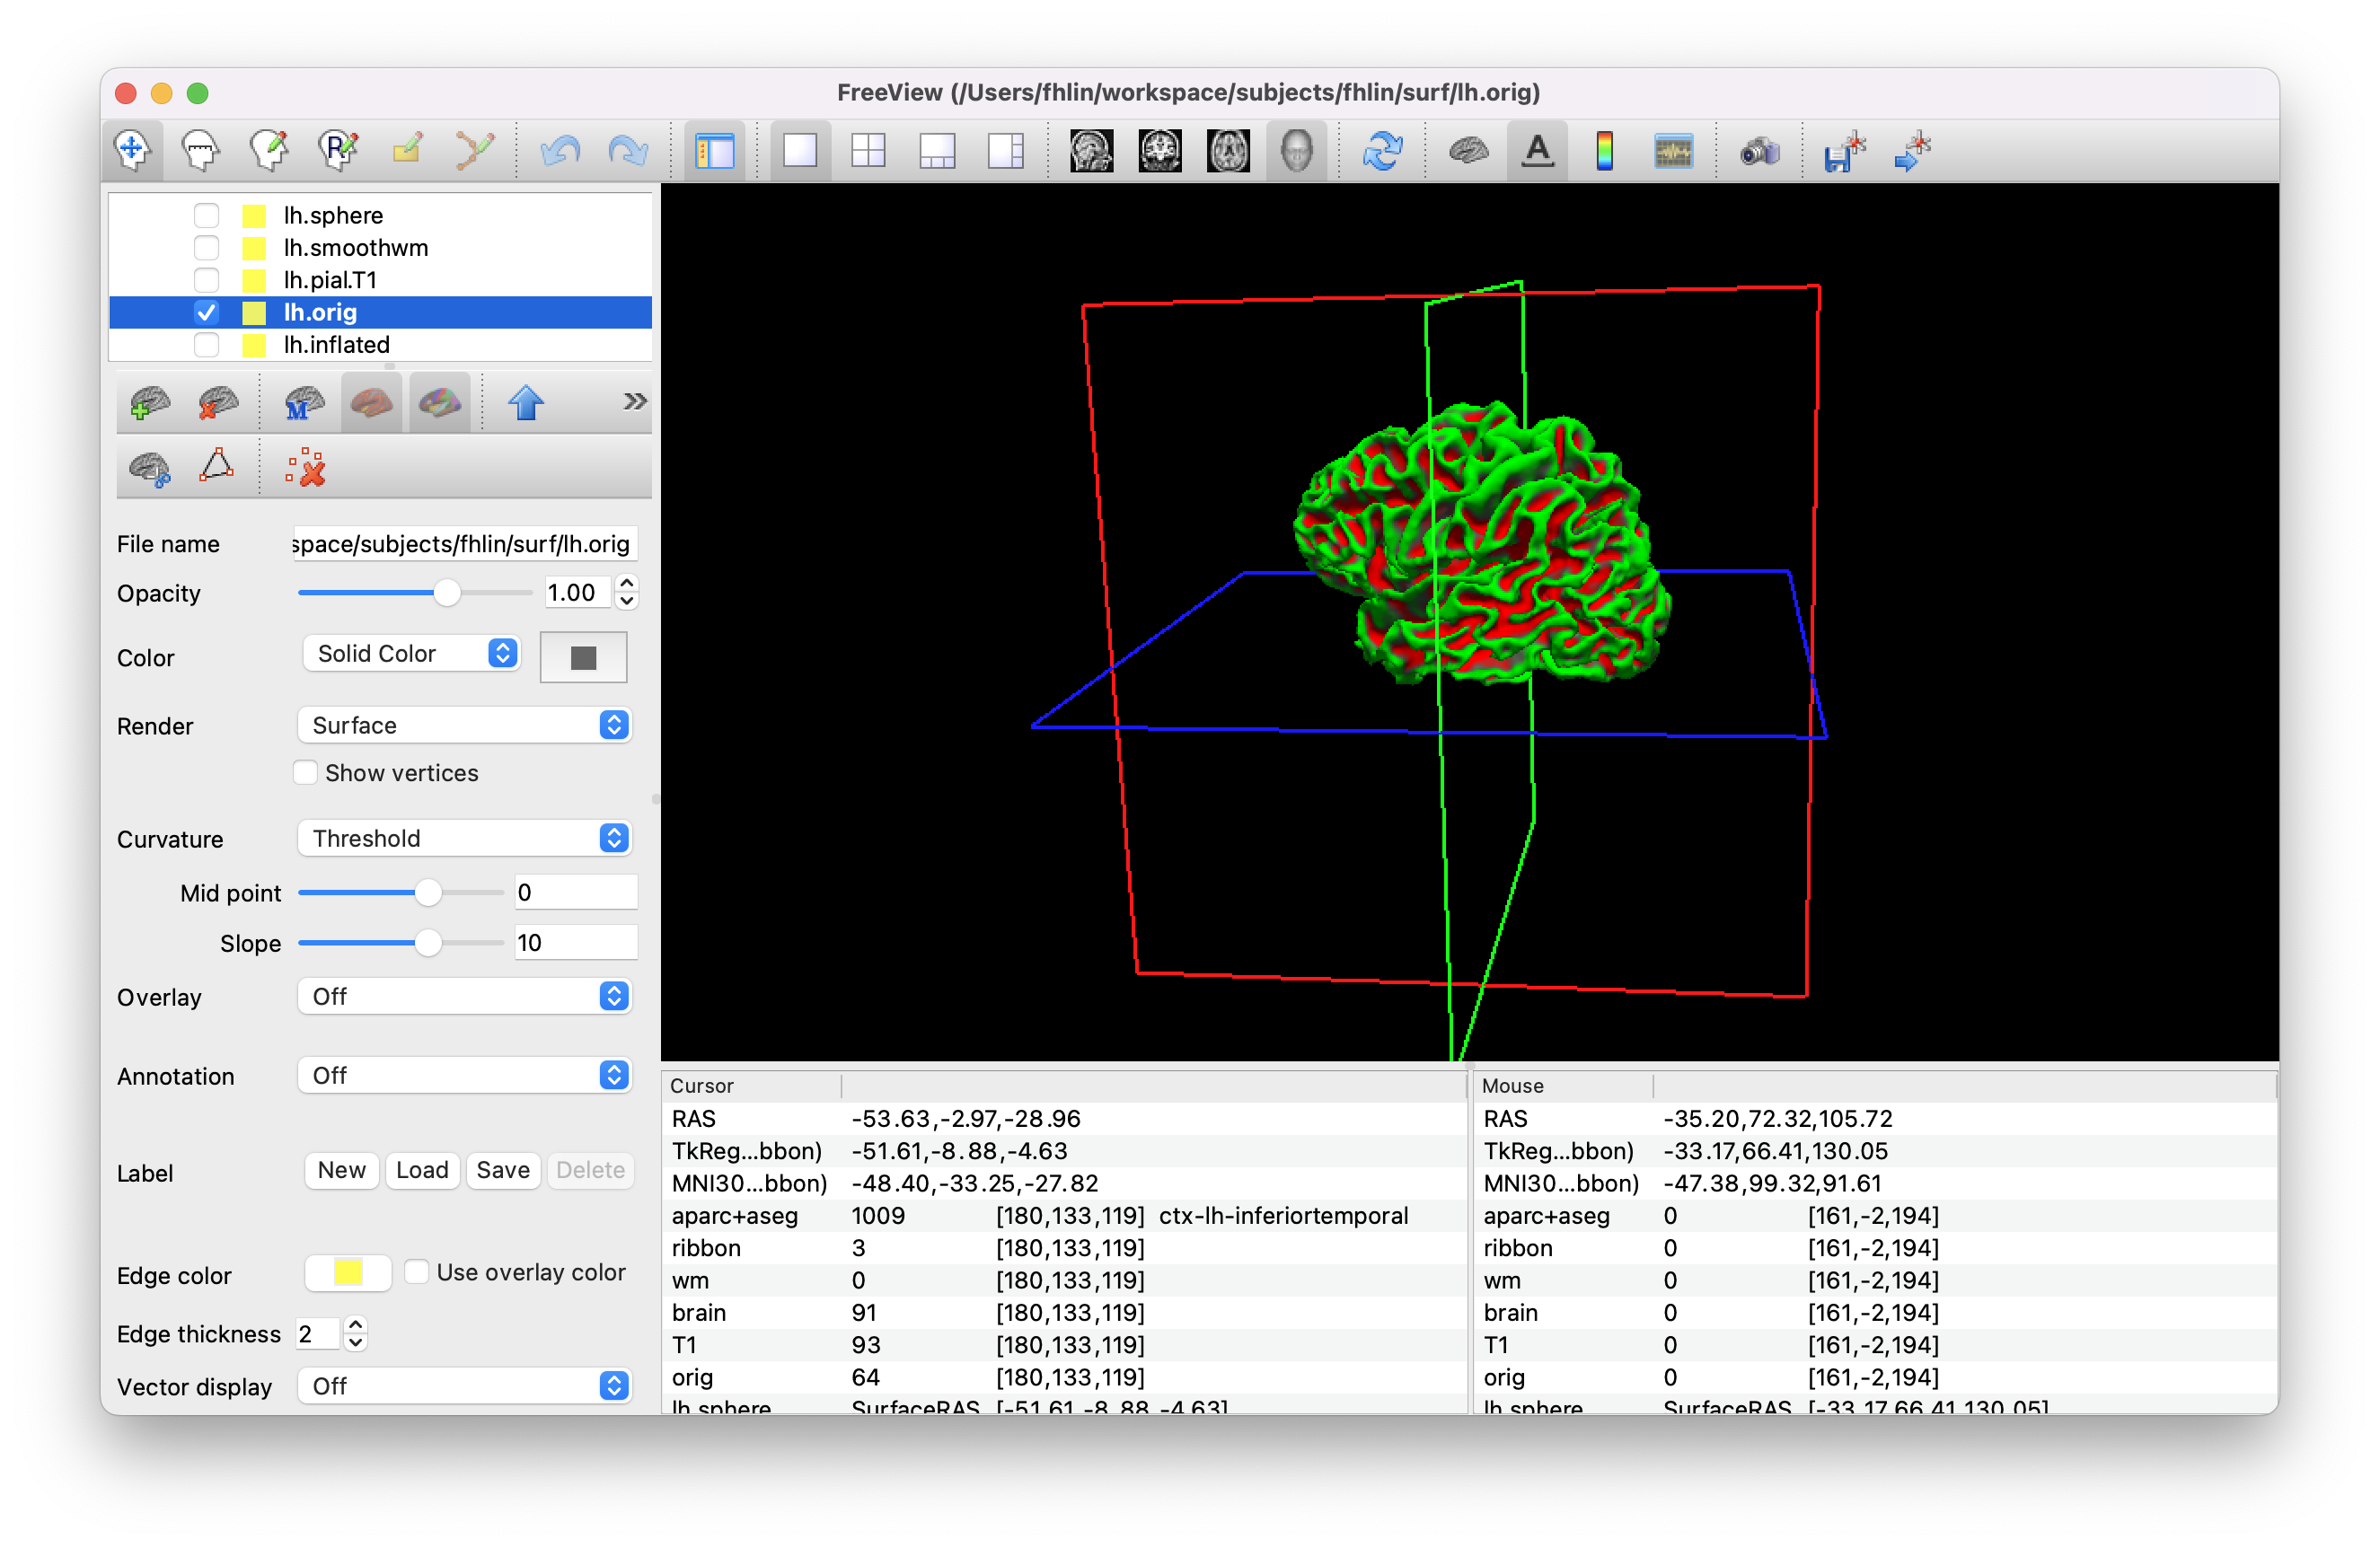 FreeView (/Users/fhlin/workspace/subjects/fhlin/surf/lh.orig)
R
A
lh.sphere
lh.smoothwm
lh.pial.T1
lh.orig
lh.inflated
M
»
File name space/subjects/fhlin/surf/lh.orig
Opacity 1.00
Color Solid Color
Render Surface
Show vertices
Curvature Threshold
Mid point 0
Slope 10
Overlay Off
Annotation Off
Label New Load Save Delete
Edge color Use overlay color
Edge thickness 2
Vector display Off
Cursor
RAS -53.63,-2.97,-28.96
TkReg...bbon) -51.61,-8.88,-4.63
MNI30...bbon) -48.40,-33.25,-27.82
aparc+aseg 1009 [180,133,119] ctx-lh-inferiortemporal
ribbon 3 [180,133,119]
wm 0 [180,133,119]
brain 91 [180,133,119]
T1 93 [180,133,119]
orig 64 [180,133,119]
lh.sphere SurfaceRAS [-51.61,-8.88,-4.63]
Mouse
RAS -35.20,72.32,105.72
TkReg...bbon) -33.17,66.41,130.05
MNI30...bbon) -47.38,99.32,91.61
aparc+aseg 0 [161,-2,194]
ribbon 0 [161,-2,194]
wm 0 [161,-2,194]
brain 0 [161,-2,194]
T1 0 [161,-2,194]
orig 0 [161,-2,194]
lh.sphere SurfaceRAS [-33.17,66.41,130.05]